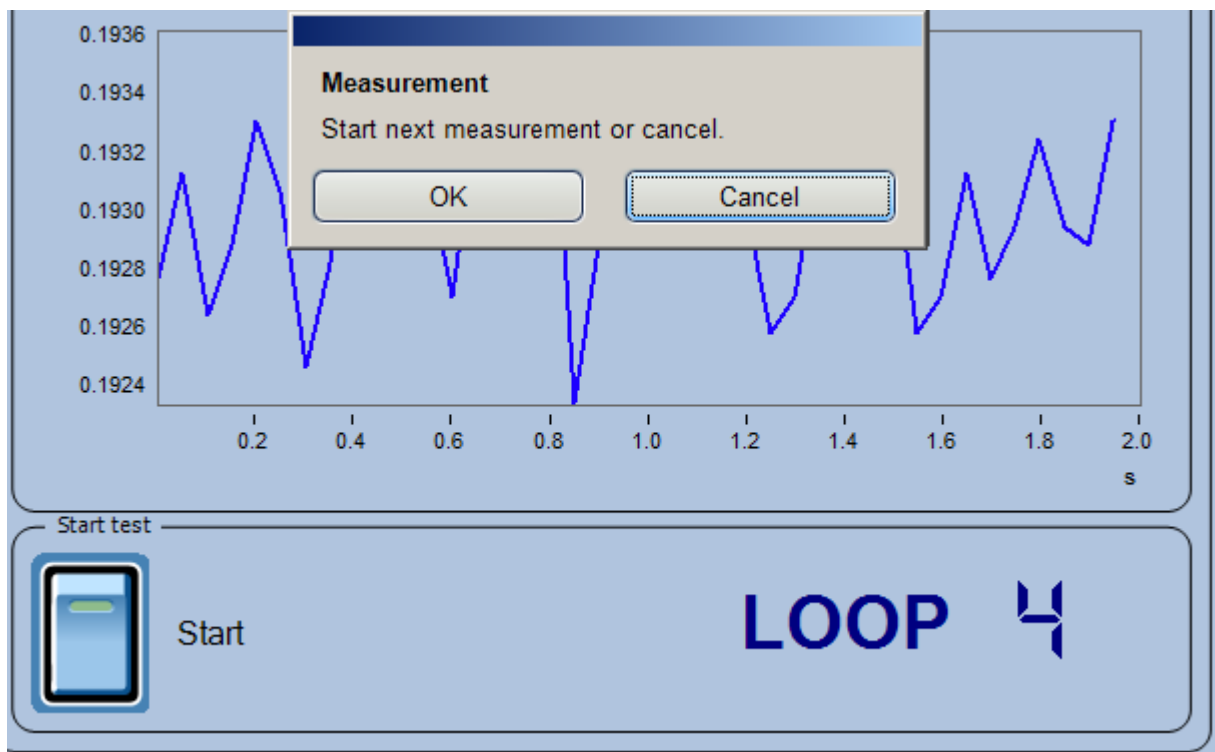 0.1936
0.1934
0.1932
0.1930
0.1928
0.1926
0.1924
Measurement
Start next measurement or cancel.
OK Cancel
0.2 0.4 0.6 0.8 1.0 1.2 1.4 1.6 1.8 2.0
s
Start test
Start
LOOP 4